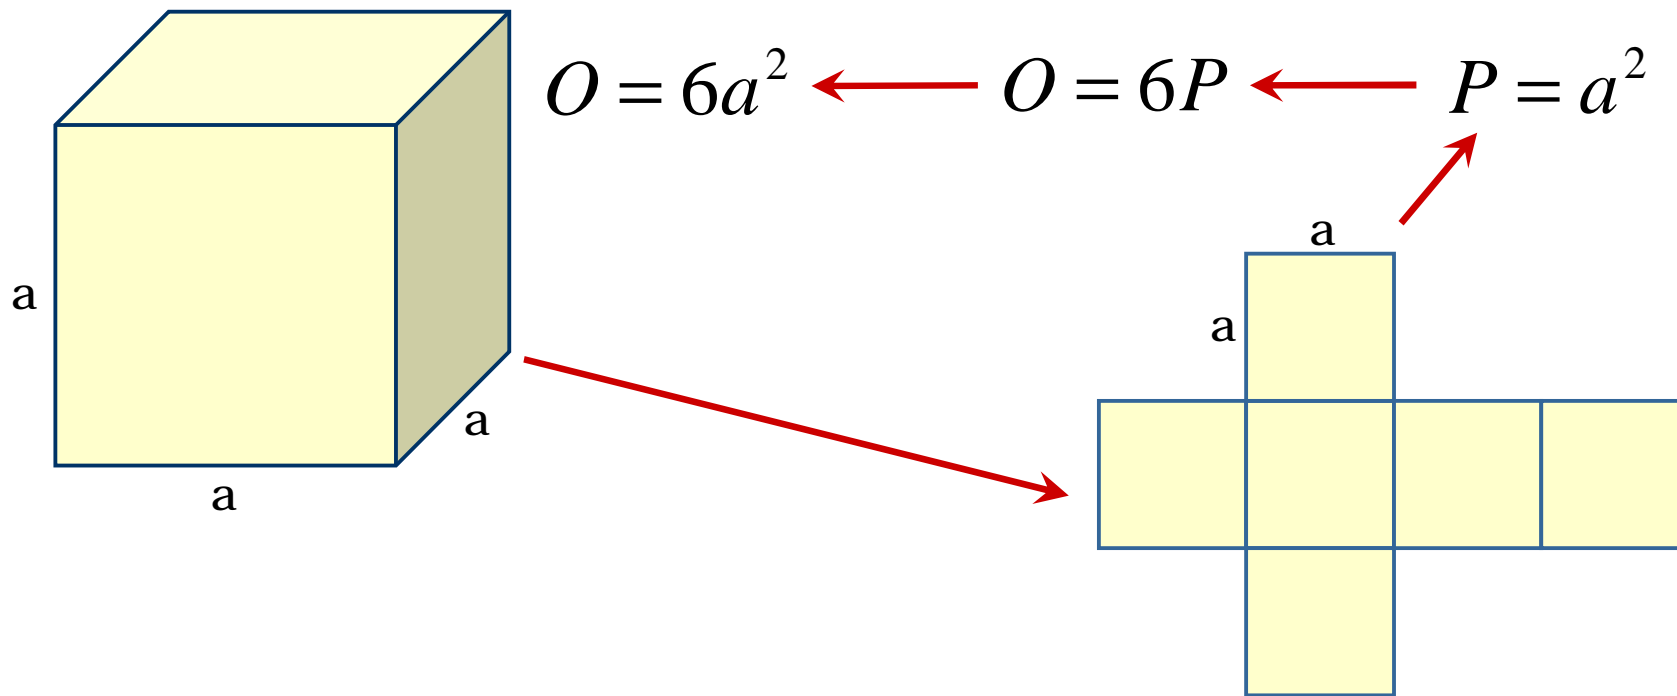 O = 6a² O = 6P P = a²
a
a
a
a
a